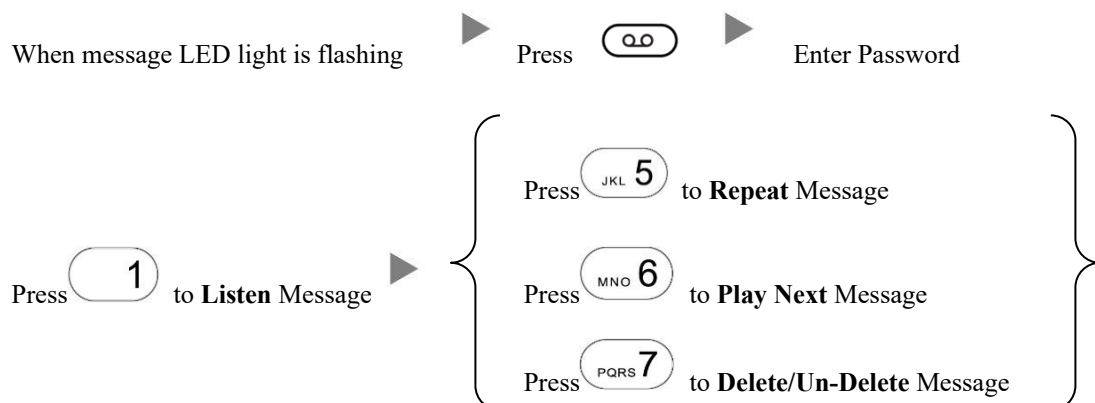 When message LED light is flashing Press Enter Password
Press JKL 5 to Repeat Message
Press 1 to Listen Message
Press MNO 6 to Play Next Message
Press PQRS 7 to Delete/Un-Delete Message